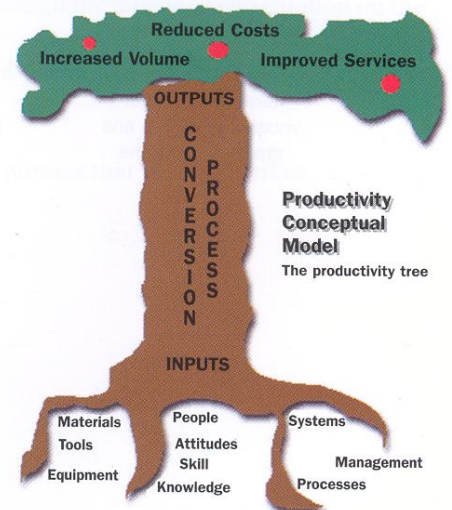 Reduced Costs
Increased Volume
Improved Services
OUTPUTS
CONVERSION
PROCESS
Productivity
Conceptual
Model
The productivity tree
INPUTS
Materials
Tools
Equipment
People
Attitudes
Skill
Knowledge
Systems
Management
Processes